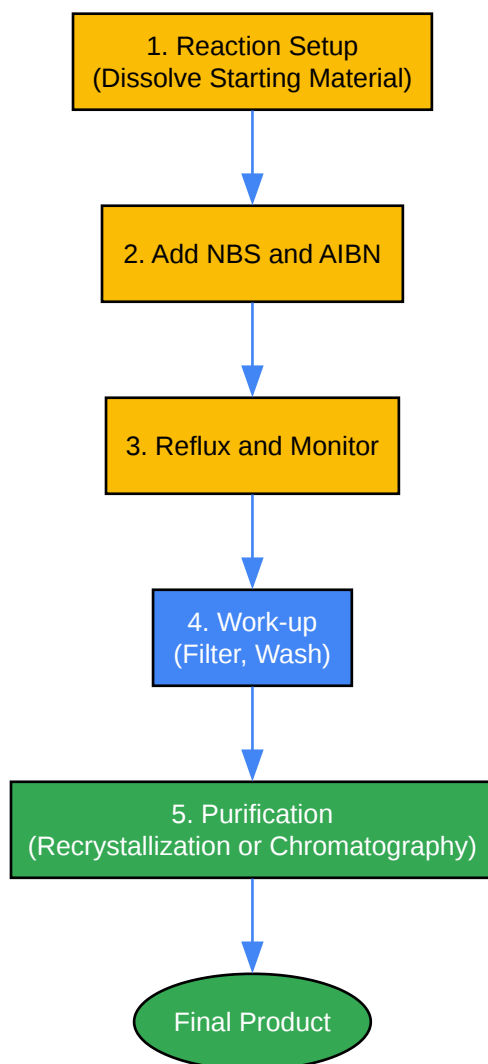 1. Reaction Setup
(Dissolve Starting Material)
2. Add NBS and AIBN
3. Reflux and Monitor
4. Work-up
(Filter, Wash)
5. Purification
(Recrystallization or Chromatography)
Final Product